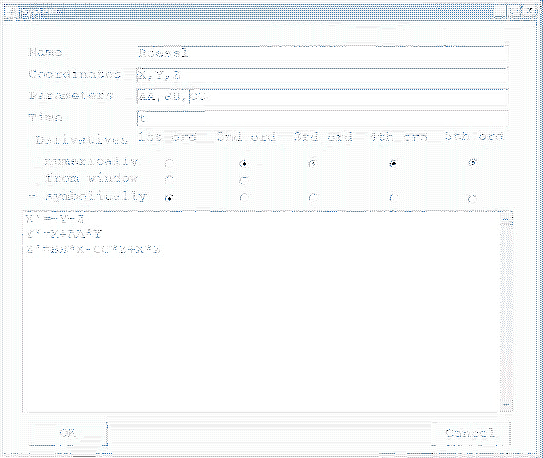 Name Roessl
Coordinates X,Y,Z
Parameters AA,BB,CC
Time t
Derivatives 1st ord 2nd ord 3rd ord 4th ord 5th ord
numerically
from window
- symbolically
X'=-Y-Z
Y'=X+AA*Y
Z'=BB*X-CC*Z+X*Z
OK Cancel